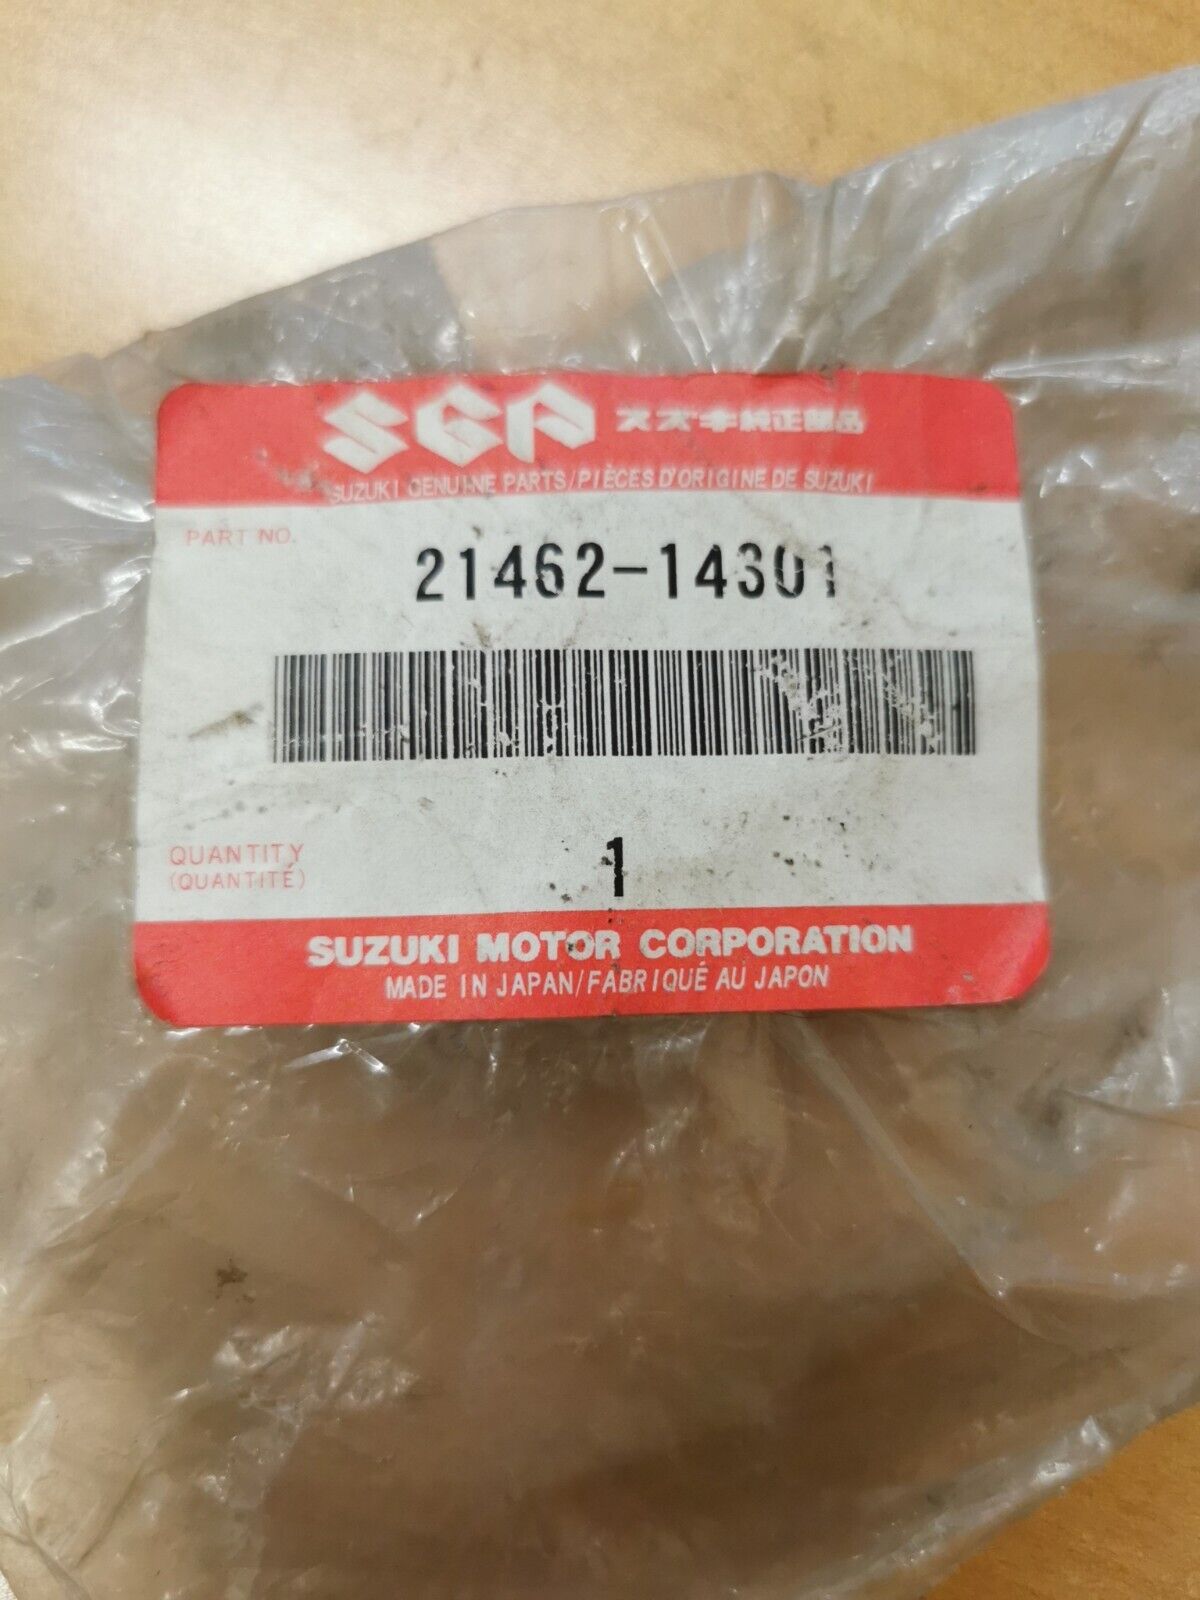 SGP スズキ純正部品
SUZUKI GENUINE PARTS/PIÈCES D'ORIGINE DE SUZUKI
PART NO. 21462-14301
QUANTITY
(QUANTITÉ) 1
SUZUKI MOTOR CORPORATION
MADE IN JAPAN/FABRIQUÉ AU JAPON